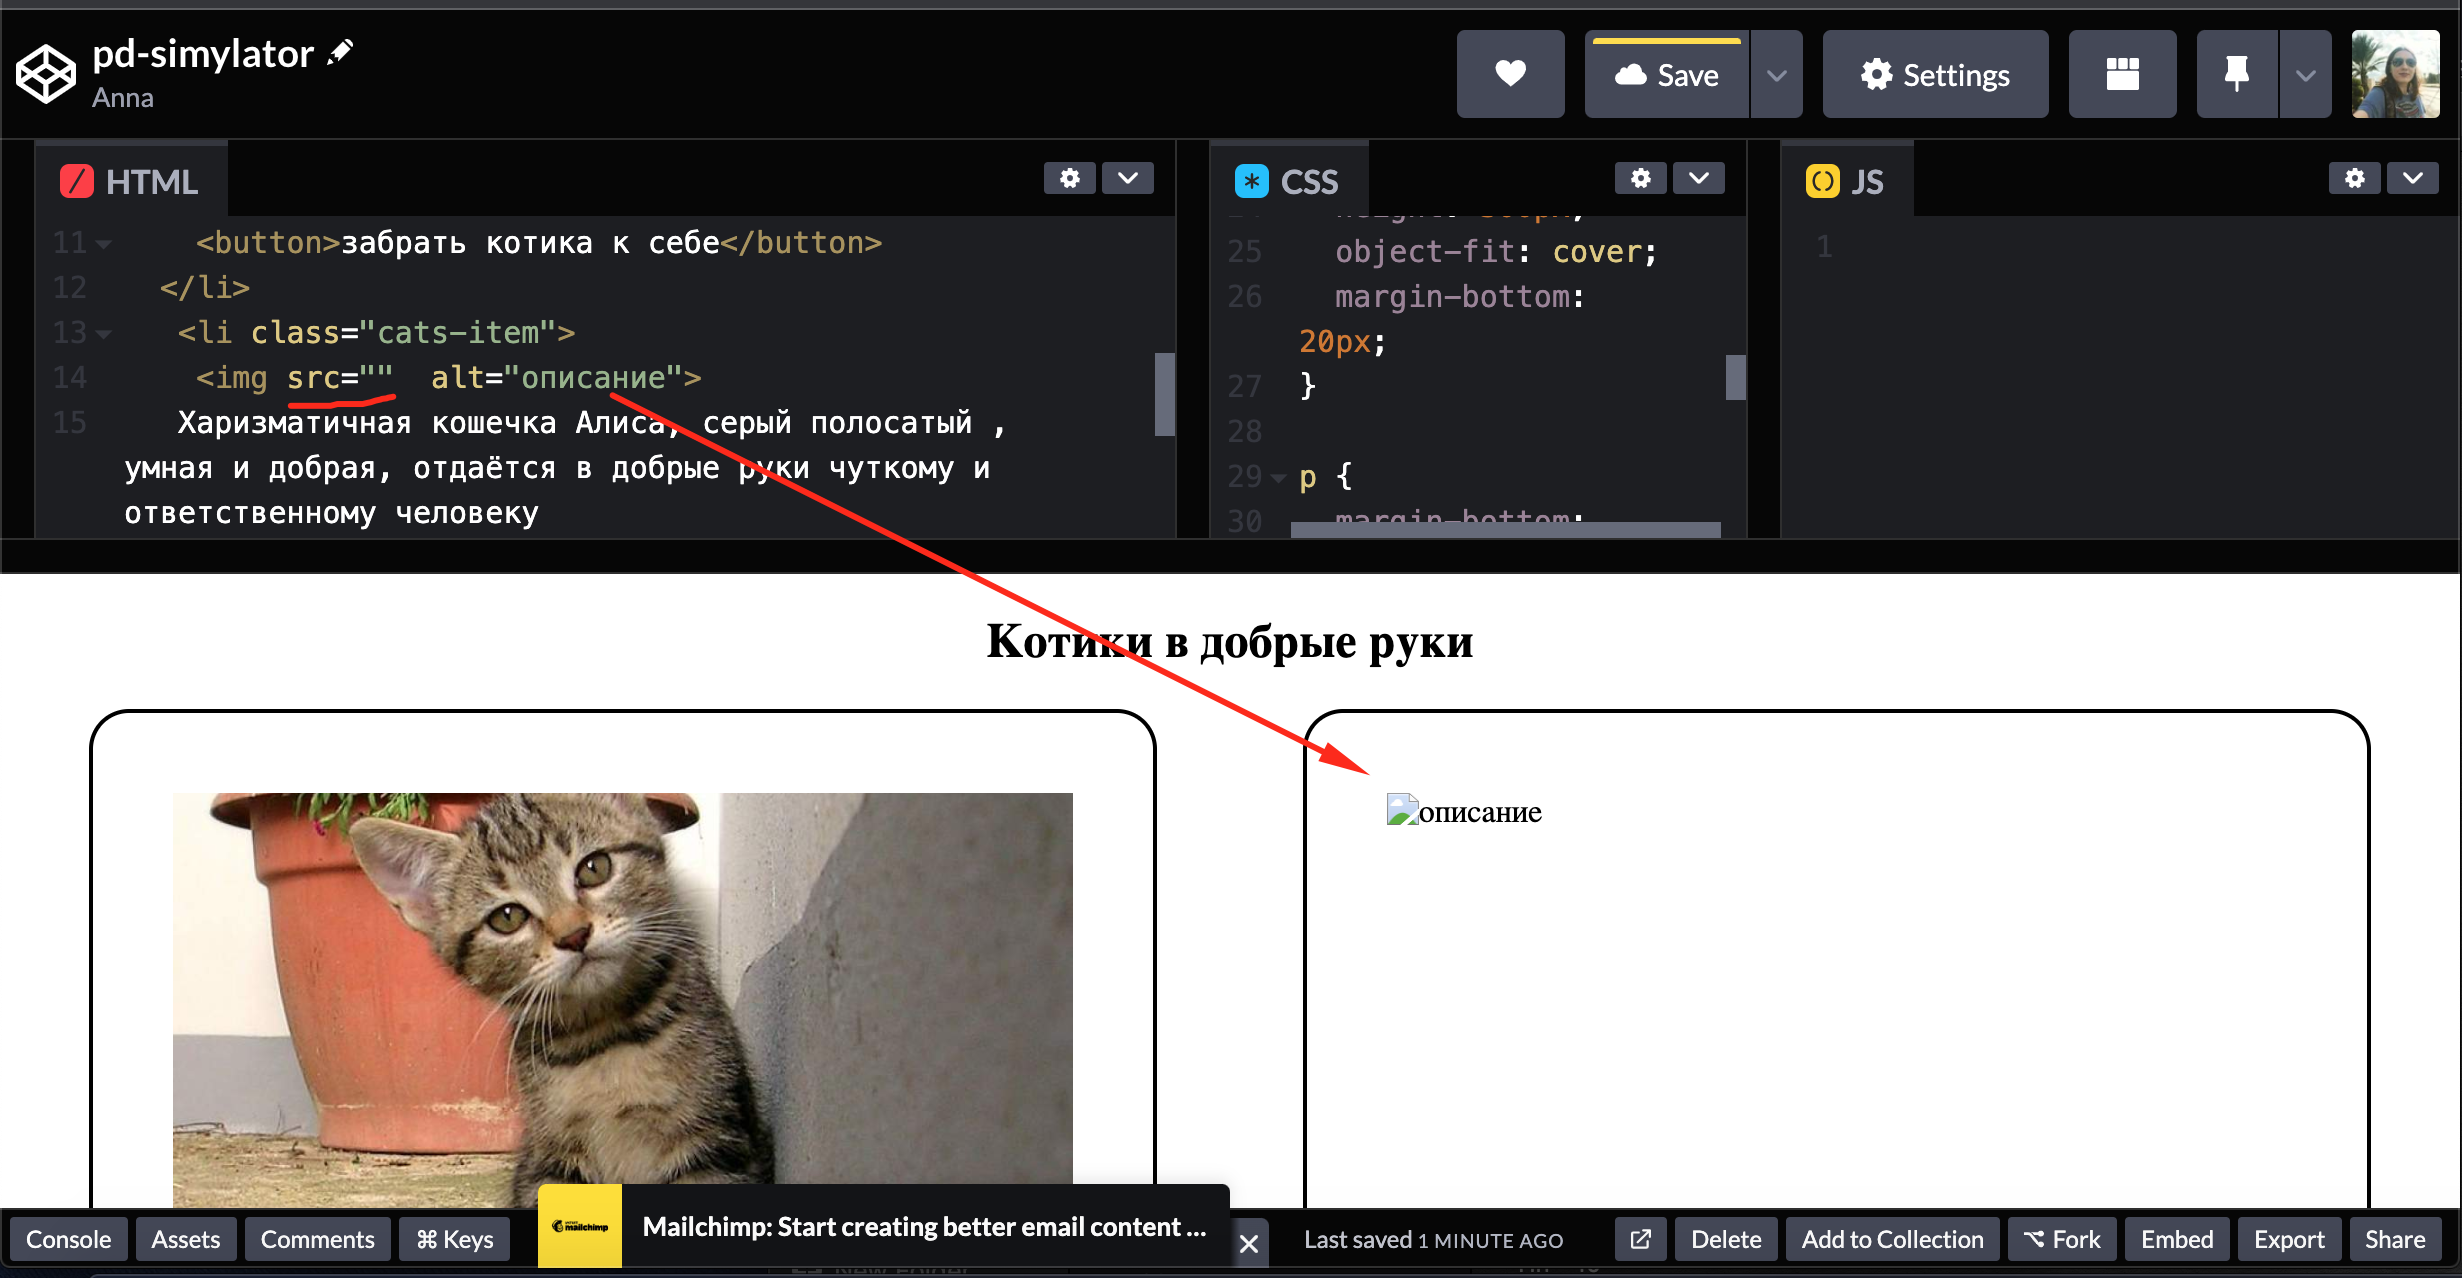 pd-simylator
Anna
Save
Settings
HTML
CSS
JS
11 <button>забрать котика к себе</button>
12 </li>
13 <li class="cats-item">
14 <img src="" alt="описание">
15 Харизматичная кошечка Алиса, серый полосатый ,
умная и добрая, отдаётся в добрые руки чуткому и
ответственному человеку
25 object-fit: cover;
26 margin-bottom:
20px;
27 }
28
29 p {
30 margin-bottom:
1
Котики в добрые руки
описание
Console
Assets
Comments
⌘ Keys
mailchimp
Mailchimp: Start creating better email content ...
Last saved 1 MINUTE AGO
Delete
Add to Collection
Fork
Embed
Export
Share